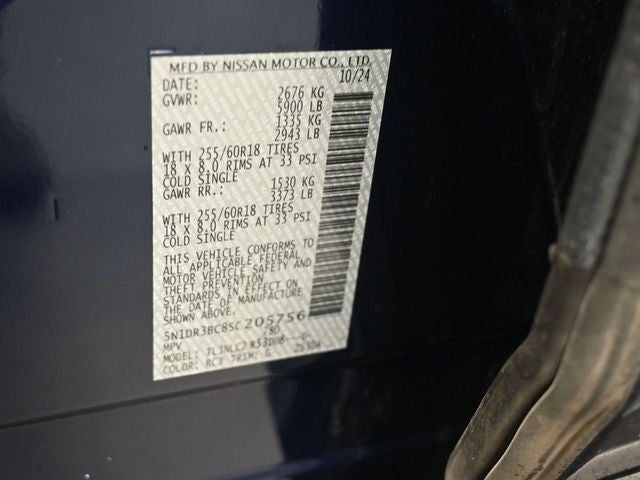 MFD BY NISSAN MOTOR CO., LTD.
DATE: 10/24
GVWR: 2676 KG
5900 LB
GAWR FR.: 1335 KG
2943 LB
WITH 255/60R18 TIRES
18 X 8.0 RIMS AT 33 PSI
COLD SINGLE
GAWR RR.: 1530 KG
3373 LB
WITH 255/60R18 TIRES
18 X 8.0 RIMS AT 33 PSI
COLD SINGLE
THIS VEHICLE CONFORMS TO
ALL APPLICABLE FEDERAL
MOTOR VEHICLE SAFETY AND
THEFT PREVENTION
STANDARDS IN EFFECT ON
THE DATE OF MANUFACTURE
SHOWN ABOVE.
5N1DR3BC8SC205756
MPV /80
MODEL:
COLOR: TRIM: G